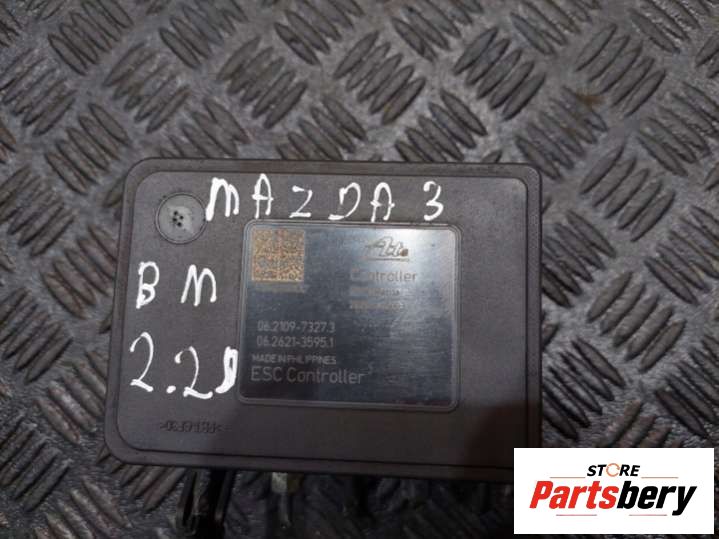 MAZDA 3
BM
2.2D
Controller
06.2109-7327.3
06.2621-3595.1
MADE IN PHILIPPINES
ESC Controller
STORE
Partsbery